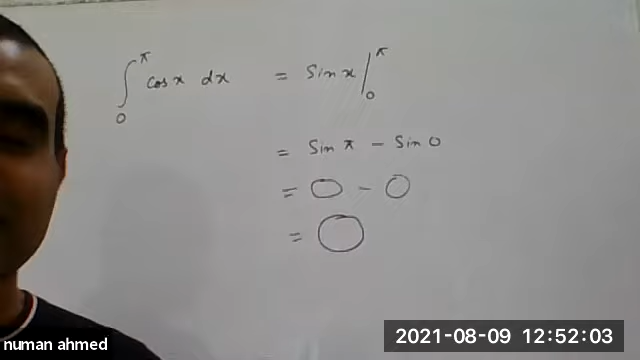 ∫₀^π cos x dx = sin x |₀^π
= sin π − sin 0
= 0 − 0
= 0
numan ahmed
2021-08-09 12:52:03